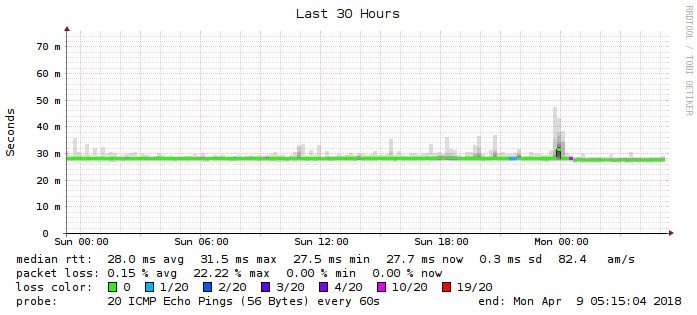 Last 30 Hours
RRDTOOL / TOBI OETIKER
Seconds
70 m
60 m
50 m
40 m
30 m
20 m
10 m
0
Sun 00:00 Sun 06:00 Sun 12:00 Sun 18:00 Mon 00:00
median rtt: 28.0 ms avg 31.5 ms max 27.5 ms min 27.7 ms now 0.3 ms sd 82.4 am/s
packet loss: 0.15 % avg 22.22 % max 0.00 % min 0.00 % now
loss color: 0 1/20 2/20 3/20 4/20 10/20 19/20
probe: 20 ICMP Echo Pings (56 Bytes) every 60s end: Mon Apr 9 05:15:04 2018